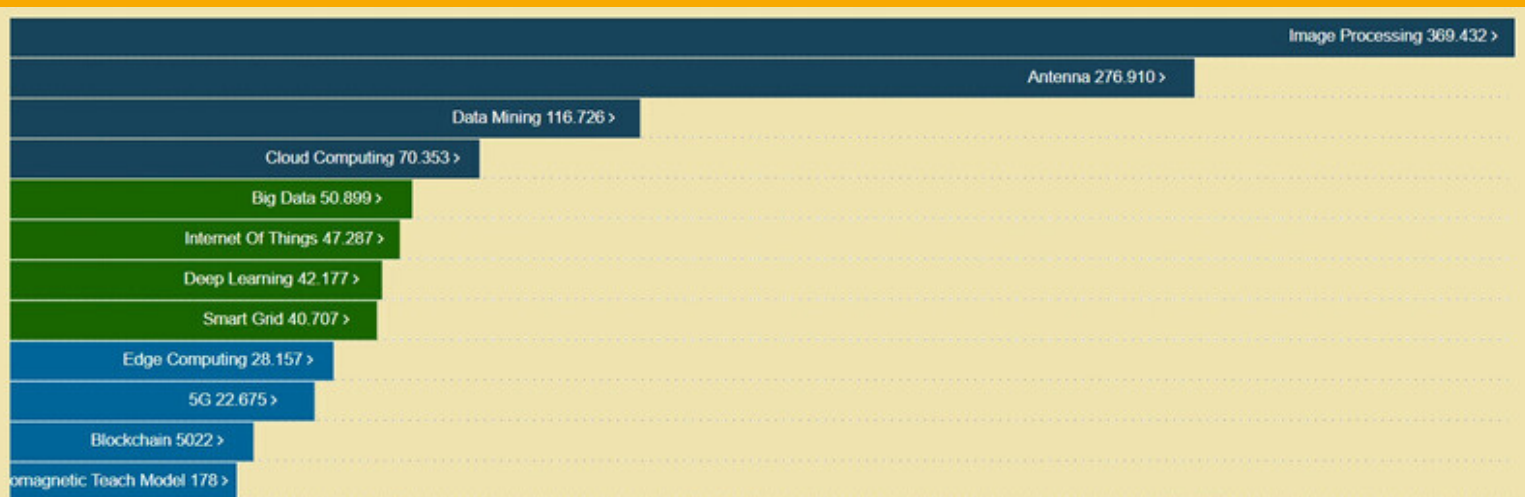 Image Processing 369.432 >
Antenna 276.910 >
Data Mining 116.726 >
Cloud Computing 70.353 >
Big Data 50.899 >
Internet Of Things 47.287 >
Deep Learning 42.177 >
Smart Grid 40.707 >
Edge Computing 28.157 >
5G 22.675 >
Blockchain 5022 >
omagnetic Teach Model 178 >